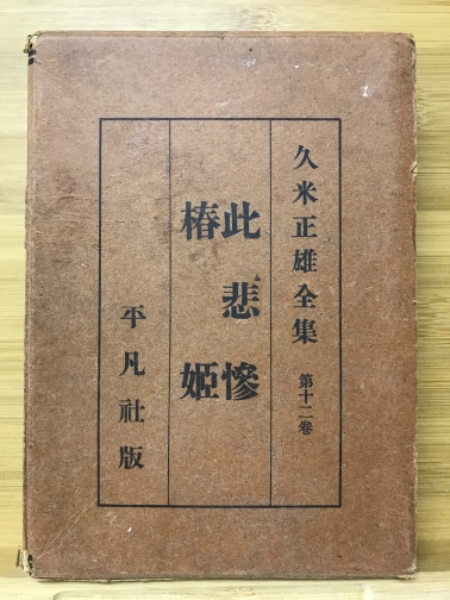 久米正雄全集 第十二巻
此悲惨
椿姫
平凡社版